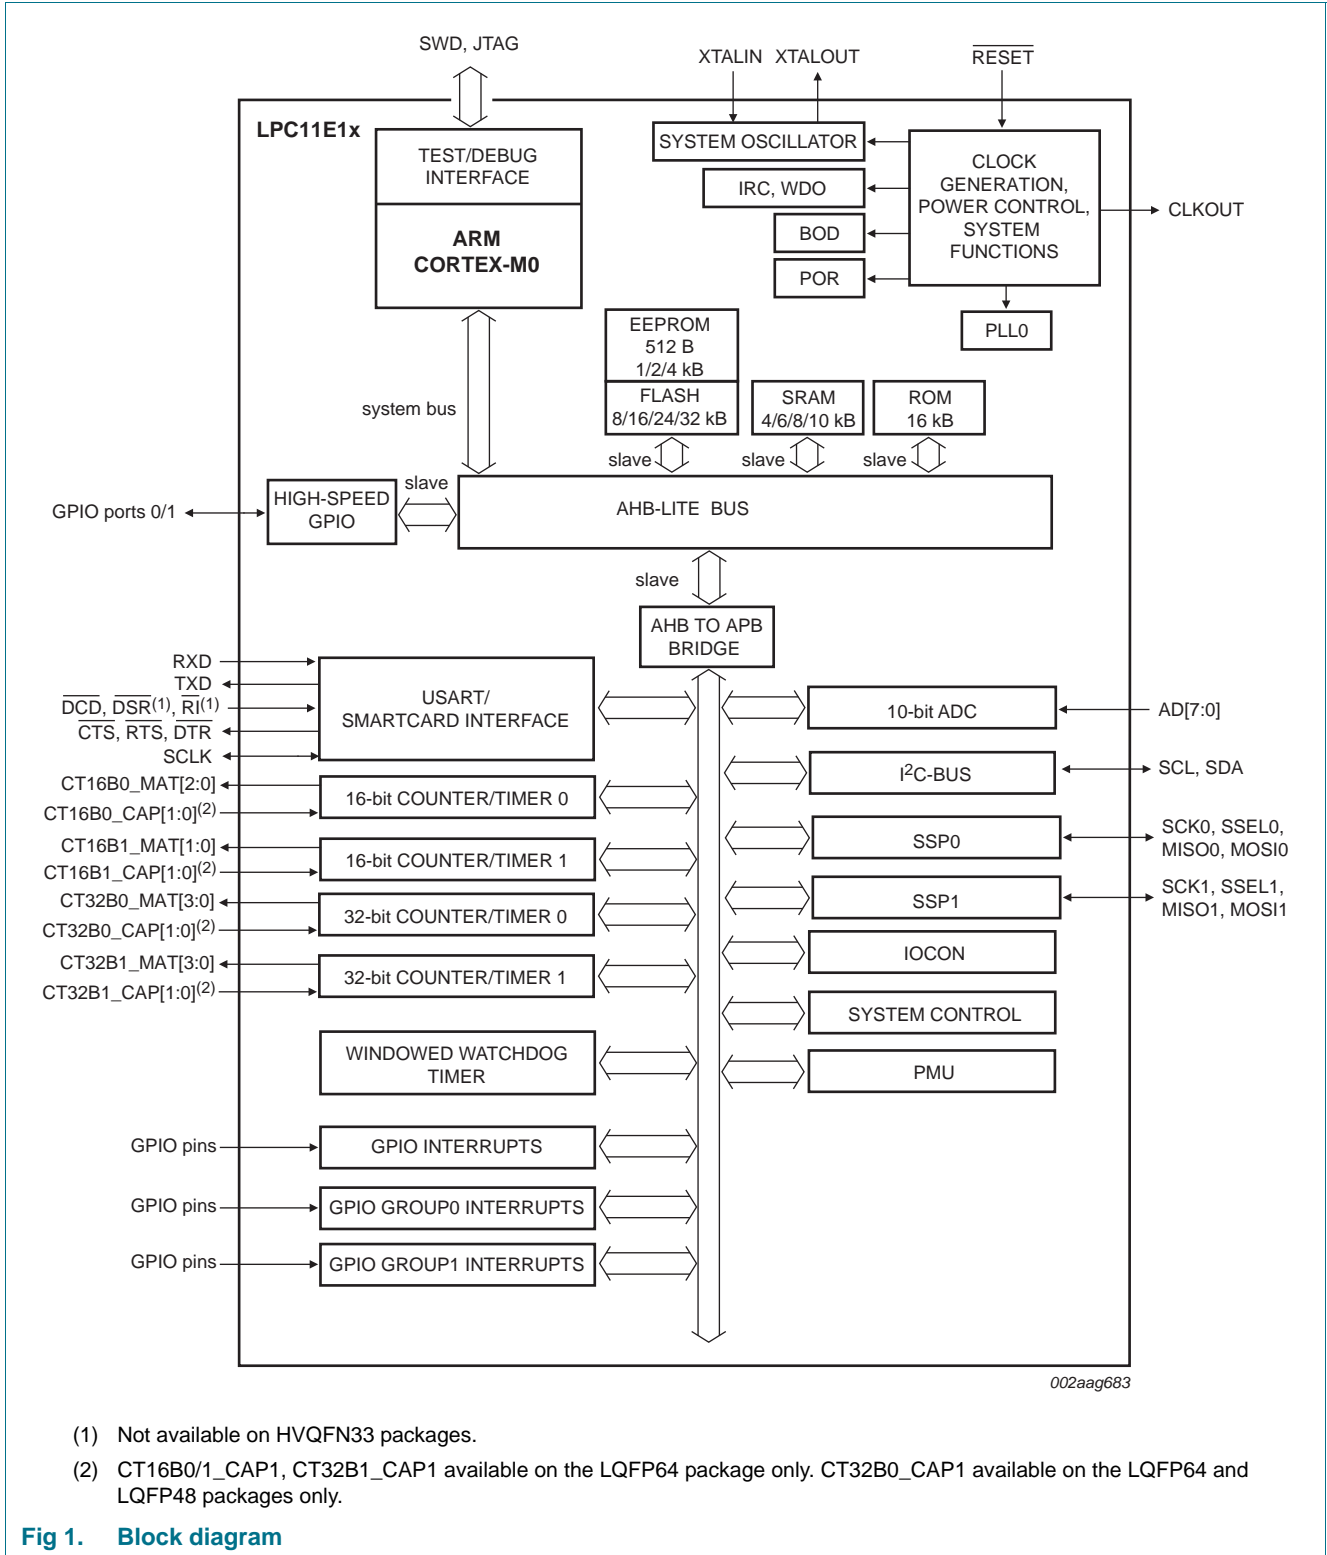 SWD, JTAG
XTALIN XTALOUT
RESET
LPC11E1x
TEST/DEBUG
INTERFACE
ARM
CORTEX-M0
SYSTEM OSCILLATOR
IRC, WDO
BOD
POR
CLOCK
GENERATION,
POWER CONTROL,
SYSTEM
FUNCTIONS
CLKOUT
PLL0
EEPROM
512 B
1/2/4 kB
FLASH
8/16/24/32 kB
SRAM
4/6/8/10 kB
ROM
16 kB
system bus
slave
slave
slave
slave
GPIO ports 0/1
HIGH-SPEED
GPIO
AHB-LITE BUS
slave
AHB TO APB
BRIDGE
RXD
TXD
DCD, DSR(1), RI(1)
CTS, RTS, DTR
SCLK
USART/
SMARTCARD INTERFACE
10-bit ADC
AD[7:0]
CT16B0_MAT[2:0]
CT16B0_CAP[1:0](2)
16-bit COUNTER/TIMER 0
I2C-BUS
SCL, SDA
CT16B1_MAT[1:0]
CT16B1_CAP[1:0](2)
16-bit COUNTER/TIMER 1
SSP0
SCK0, SSEL0,
MISO0, MOSI0
CT32B0_MAT[3:0]
CT32B0_CAP[1:0](2)
32-bit COUNTER/TIMER 0
SSP1
SCK1, SSEL1,
MISO1, MOSI1
CT32B1_MAT[3:0]
CT32B1_CAP[1:0](2)
32-bit COUNTER/TIMER 1
IOCON
SYSTEM CONTROL
WINDOWED WATCHDOG
TIMER
PMU
GPIO pins
GPIO INTERRUPTS
GPIO pins
GPIO GROUP0 INTERRUPTS
GPIO pins
GPIO GROUP1 INTERRUPTS
002aag683
(1) Not available on HVQFN33 packages.
(2) CT16B0/1_CAP1, CT32B1_CAP1 available on the LQFP64 package only. CT32B0_CAP1 available on the LQFP64 and
LQFP48 packages only.
Fig 1. Block diagram